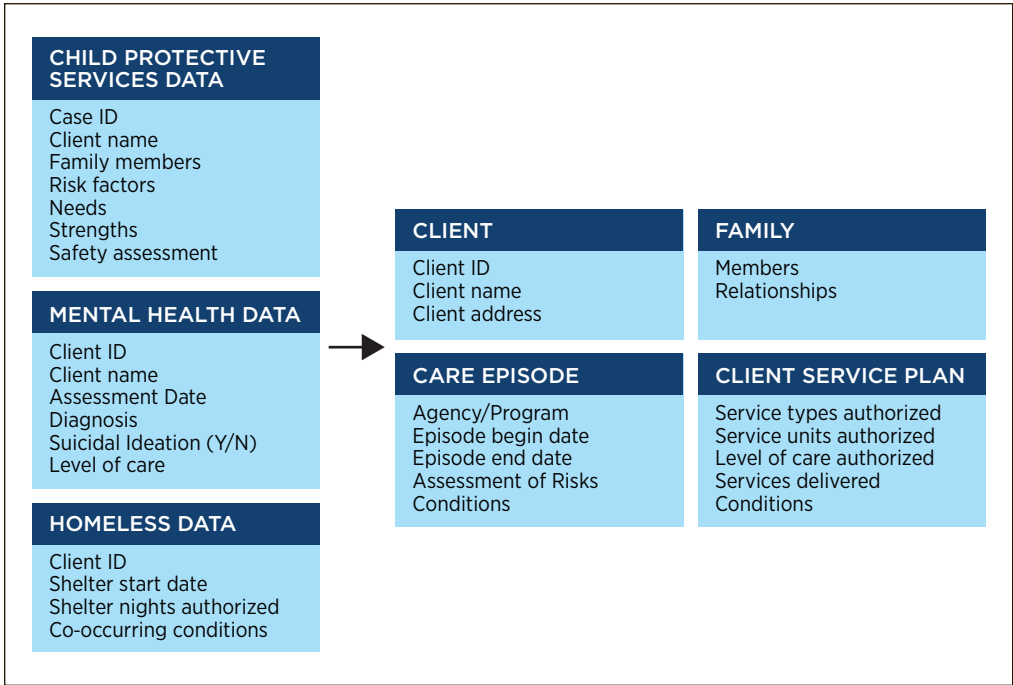 CHILD PROTECTIVE
SERVICES DATA
Case ID
Client name
Family members
Risk factors
Needs
Strengths
Safety assessment
MENTAL HEALTH DATA
Client ID
Client name
Assessment Date
Diagnosis
Suicidal Ideation (Y/N)
Level of care
HOMELESS DATA
Client ID
Shelter start date
Shelter nights authorized
Co-occurring conditions
CLIENT
Client ID
Client name
Client address
FAMILY
Members
Relationships
CARE EPISODE
Agency/Program
Episode begin date
Episode end date
Assessment of Risks
Conditions
CLIENT SERVICE PLAN
Service types authorized
Service units authorized
Level of care authorized
Services delivered
Conditions